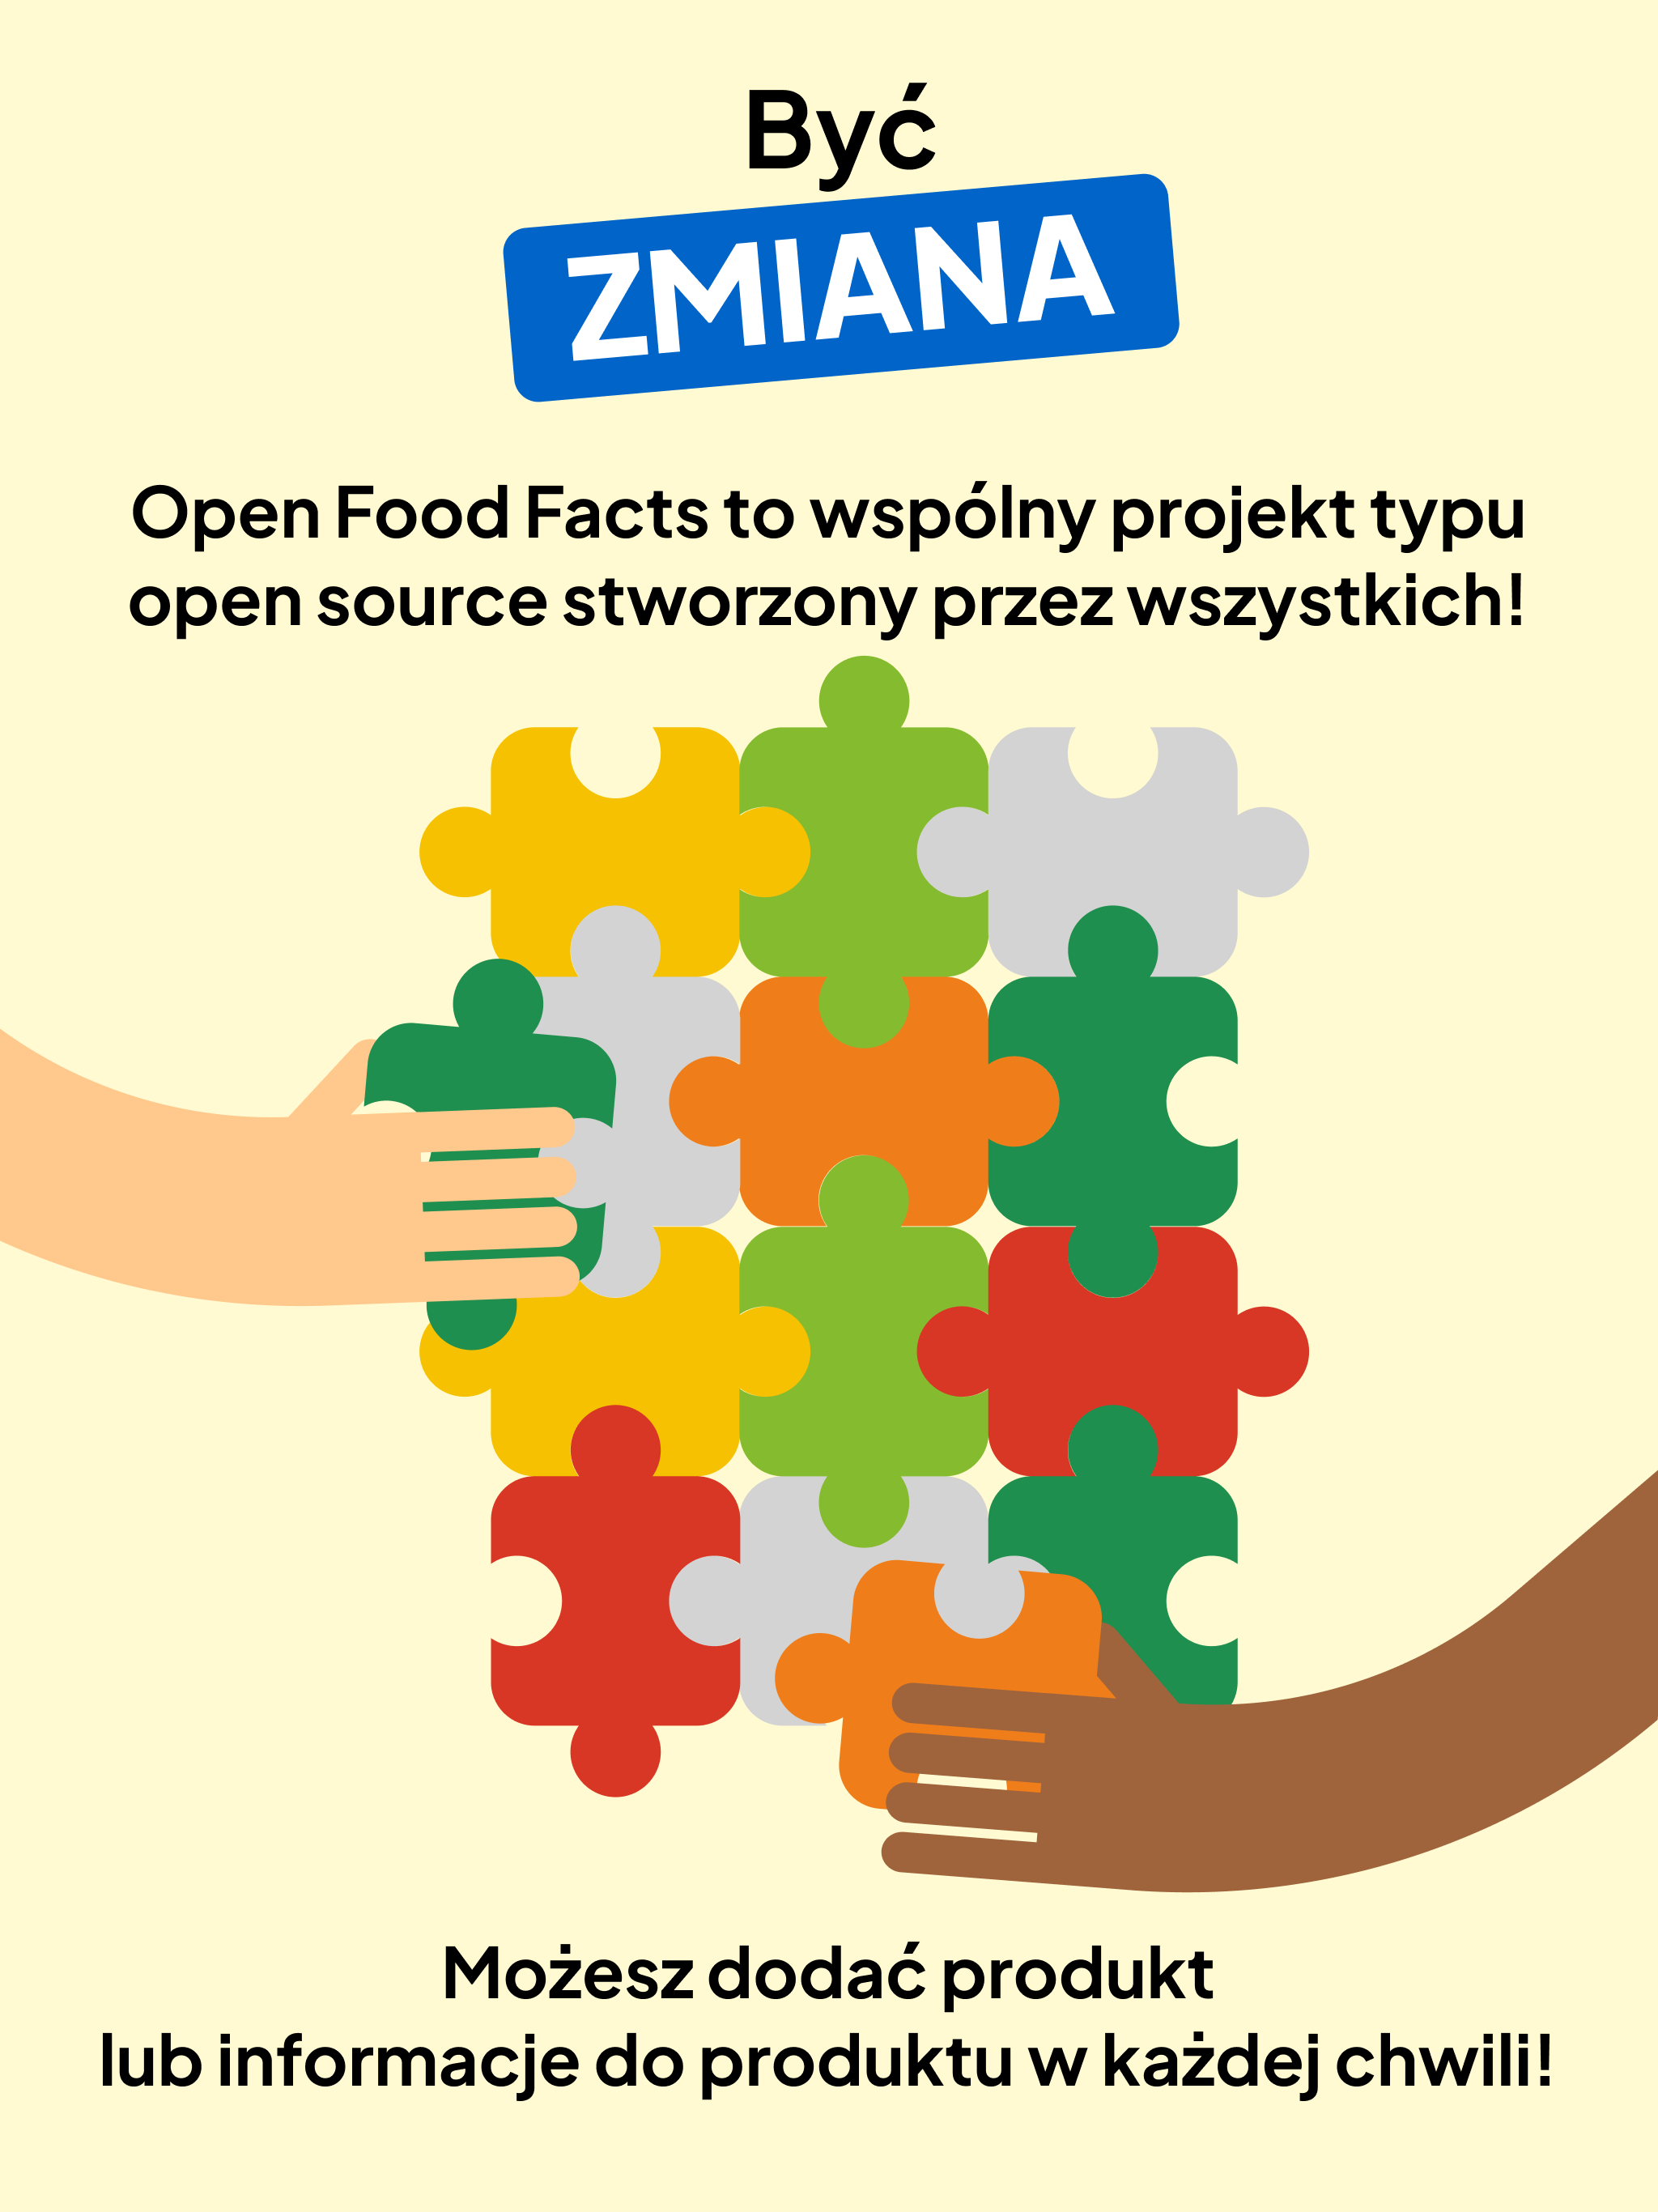 Być
ZMIANA
Open Food Facts to wspólny projekt typu
open source stworzony przez wszystkich!
Możesz dodać produkt
lub informacje do produktu w każdej chwili!